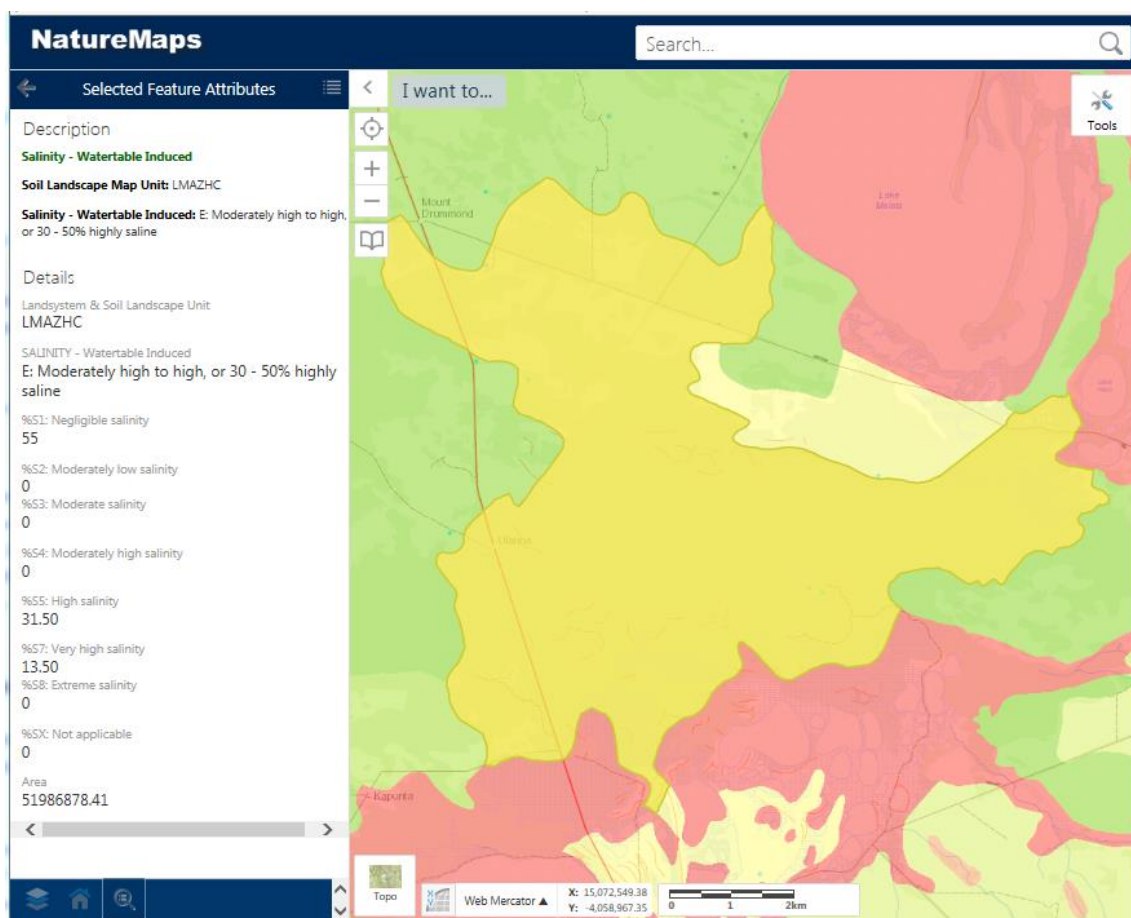 NatureMaps
Search...
Selected Feature Attributes
I want to...
Tools
Description
Salinity - Watertable Induced
Soil Landscape Map Unit: LMAZHC
Salinity - Watertable Induced: E: Moderately high to high,
or 30 - 50% highly saline
Details
Landsystem & Soil Landscape Unit
LMAZHC
SALINITY - Watertable Induced
E: Moderately high to high, or 30 - 50% highly
saline
%S1: Negligible salinity
55
%S2: Moderately low salinity
0
%S3: Moderate salinity
0
%S4: Moderately high salinity
0
%S5: High salinity
31.50
%S7: Very high salinity
13.50
%S8: Extreme salinity
0
%SX: Not applicable
0
Area
51986878.41
Mount
Drummond
Lake
Kapunta
Topo
Web Mercator ▲
X: 15,072,549.38
Y: -4,058,967.35
0 1 2km